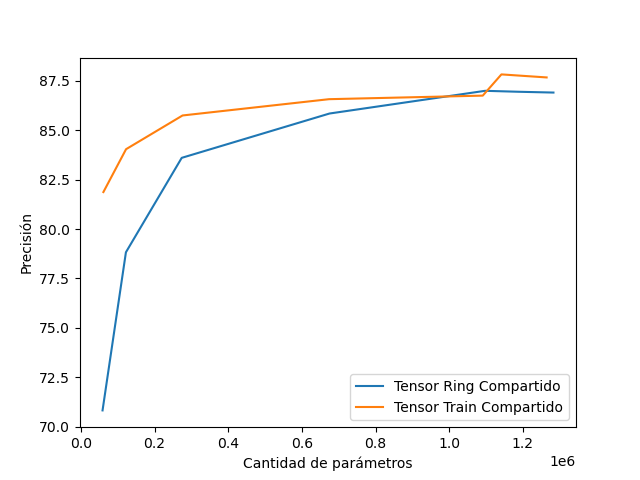 87.5
85.0
82.5
80.0
77.5
75.0
72.5
70.0
Precisión
0.0 0.2 0.4 0.6 0.8 1.0 1.2
1e6
Cantidad de parámetros
Tensor Ring Compartido
Tensor Train Compartido